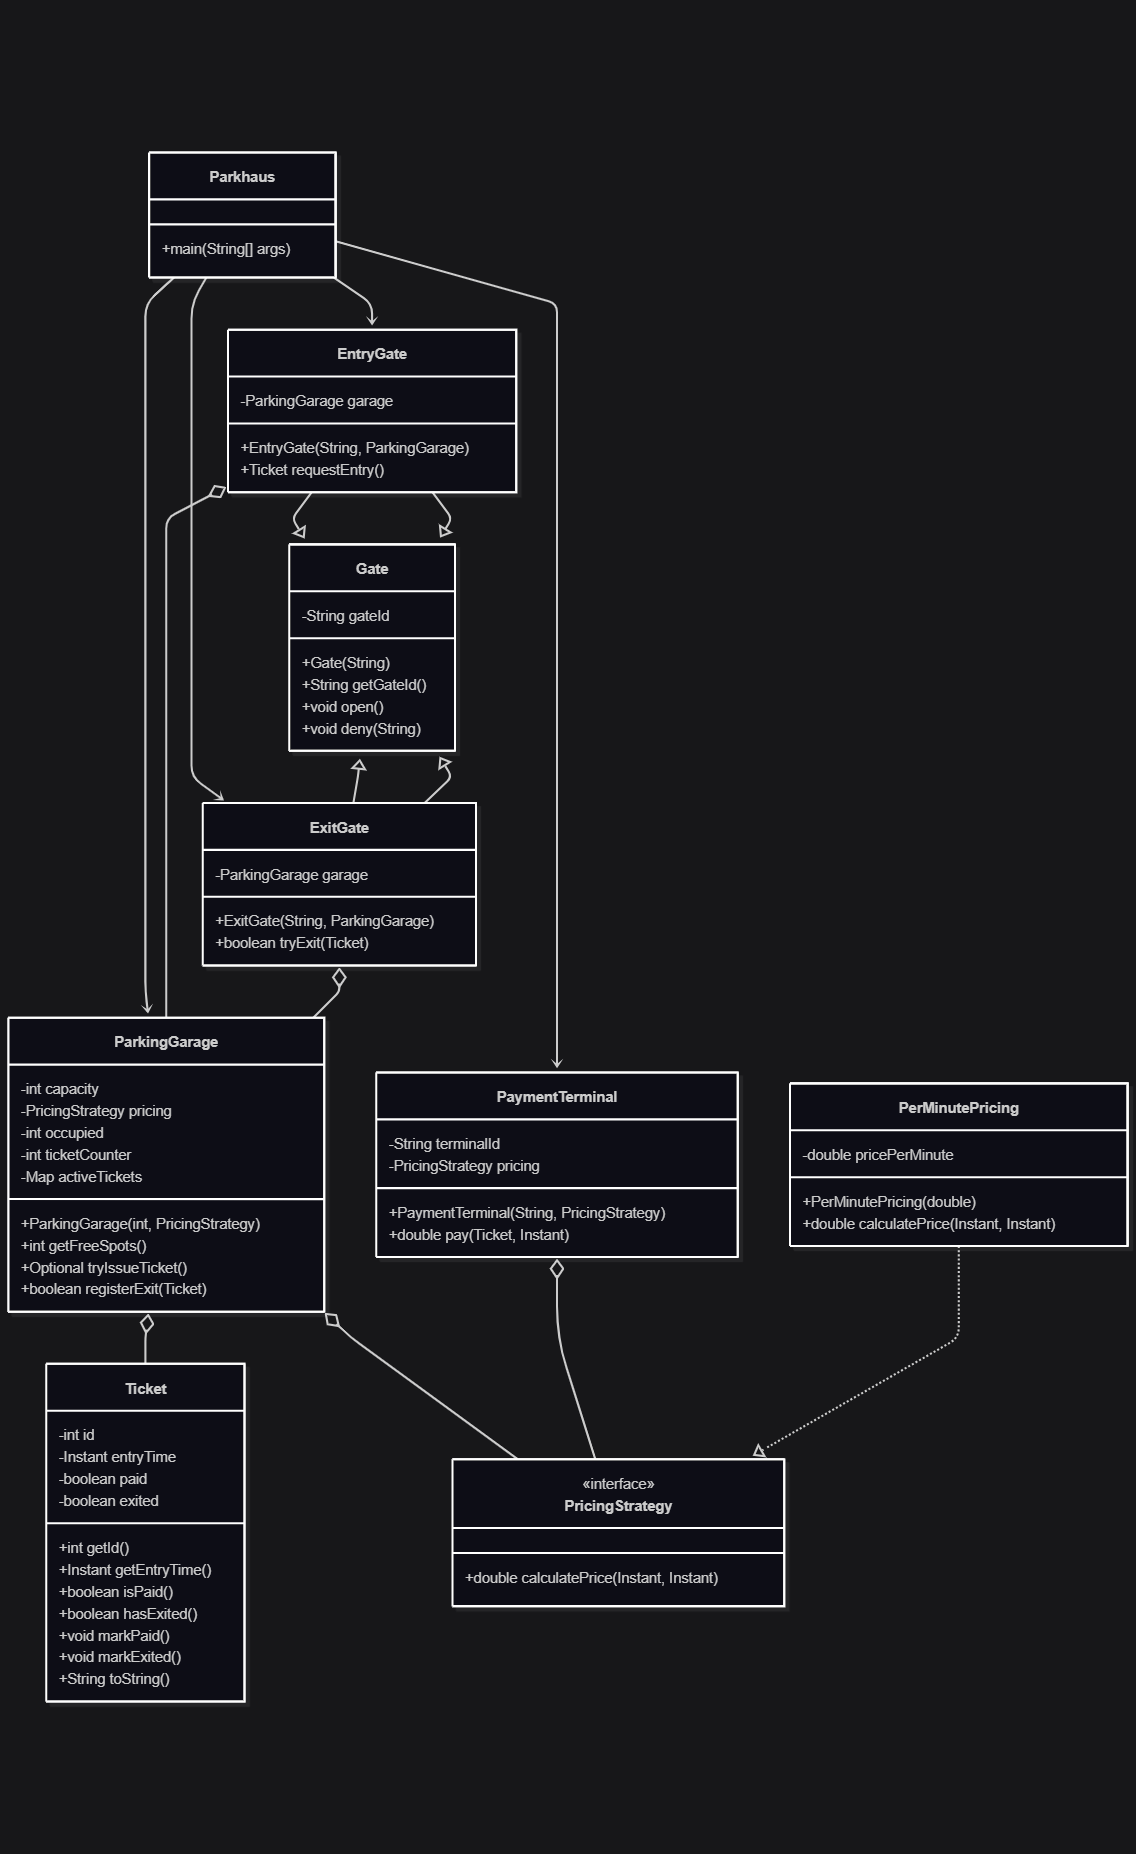 Parkhaus
+main(String[] args)
EntryGate
-ParkingGarage garage
+EntryGate(String, ParkingGarage)
+Ticket requestEntry()
Gate
-String gateId
+Gate(String)
+String getGateId()
+void open()
+void deny(String)
ExitGate
-ParkingGarage garage
+ExitGate(String, ParkingGarage)
+boolean tryExit(Ticket)
ParkingGarage
-int capacity
-PricingStrategy pricing
-int occupied
-int ticketCounter
-Map activeTickets
+ParkingGarage(int, PricingStrategy)
+int getFreeSpots()
+Optional tryIssueTicket()
+boolean registerExit(Ticket)
PaymentTerminal
-String terminalId
-PricingStrategy pricing
+PaymentTerminal(String, PricingStrategy)
+double pay(Ticket, Instant)
PerMinutePricing
-double pricePerMinute
+PerMinutePricing(double)
+double calculatePrice(Instant, Instant)
Ticket
-int id
-Instant entryTime
-boolean paid
-boolean exited
+int getId()
+Instant getEntryTime()
+boolean isPaid()
+boolean hasExited()
+void markPaid()
+void markExited()
+String toString()
«interface»
PricingStrategy
+double calculatePrice(Instant, Instant)